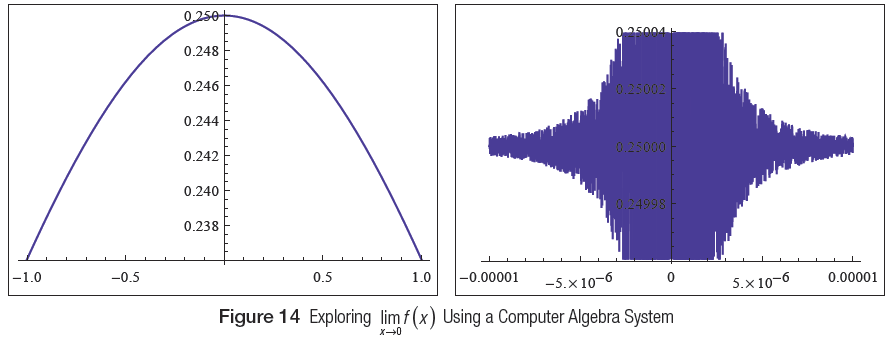 0.250
0.248
0.246
0.244
0.242
0.240
0.238
−1.0 −0.5 0.5 1.0
0.25004
0.25002
0.25000
0.24998
−0.00001 −5.×10⁻⁶ 0 5.×10⁻⁶ 0.00001
Figure 14 Exploring lim f(x) Using a Computer Algebra System
x→0